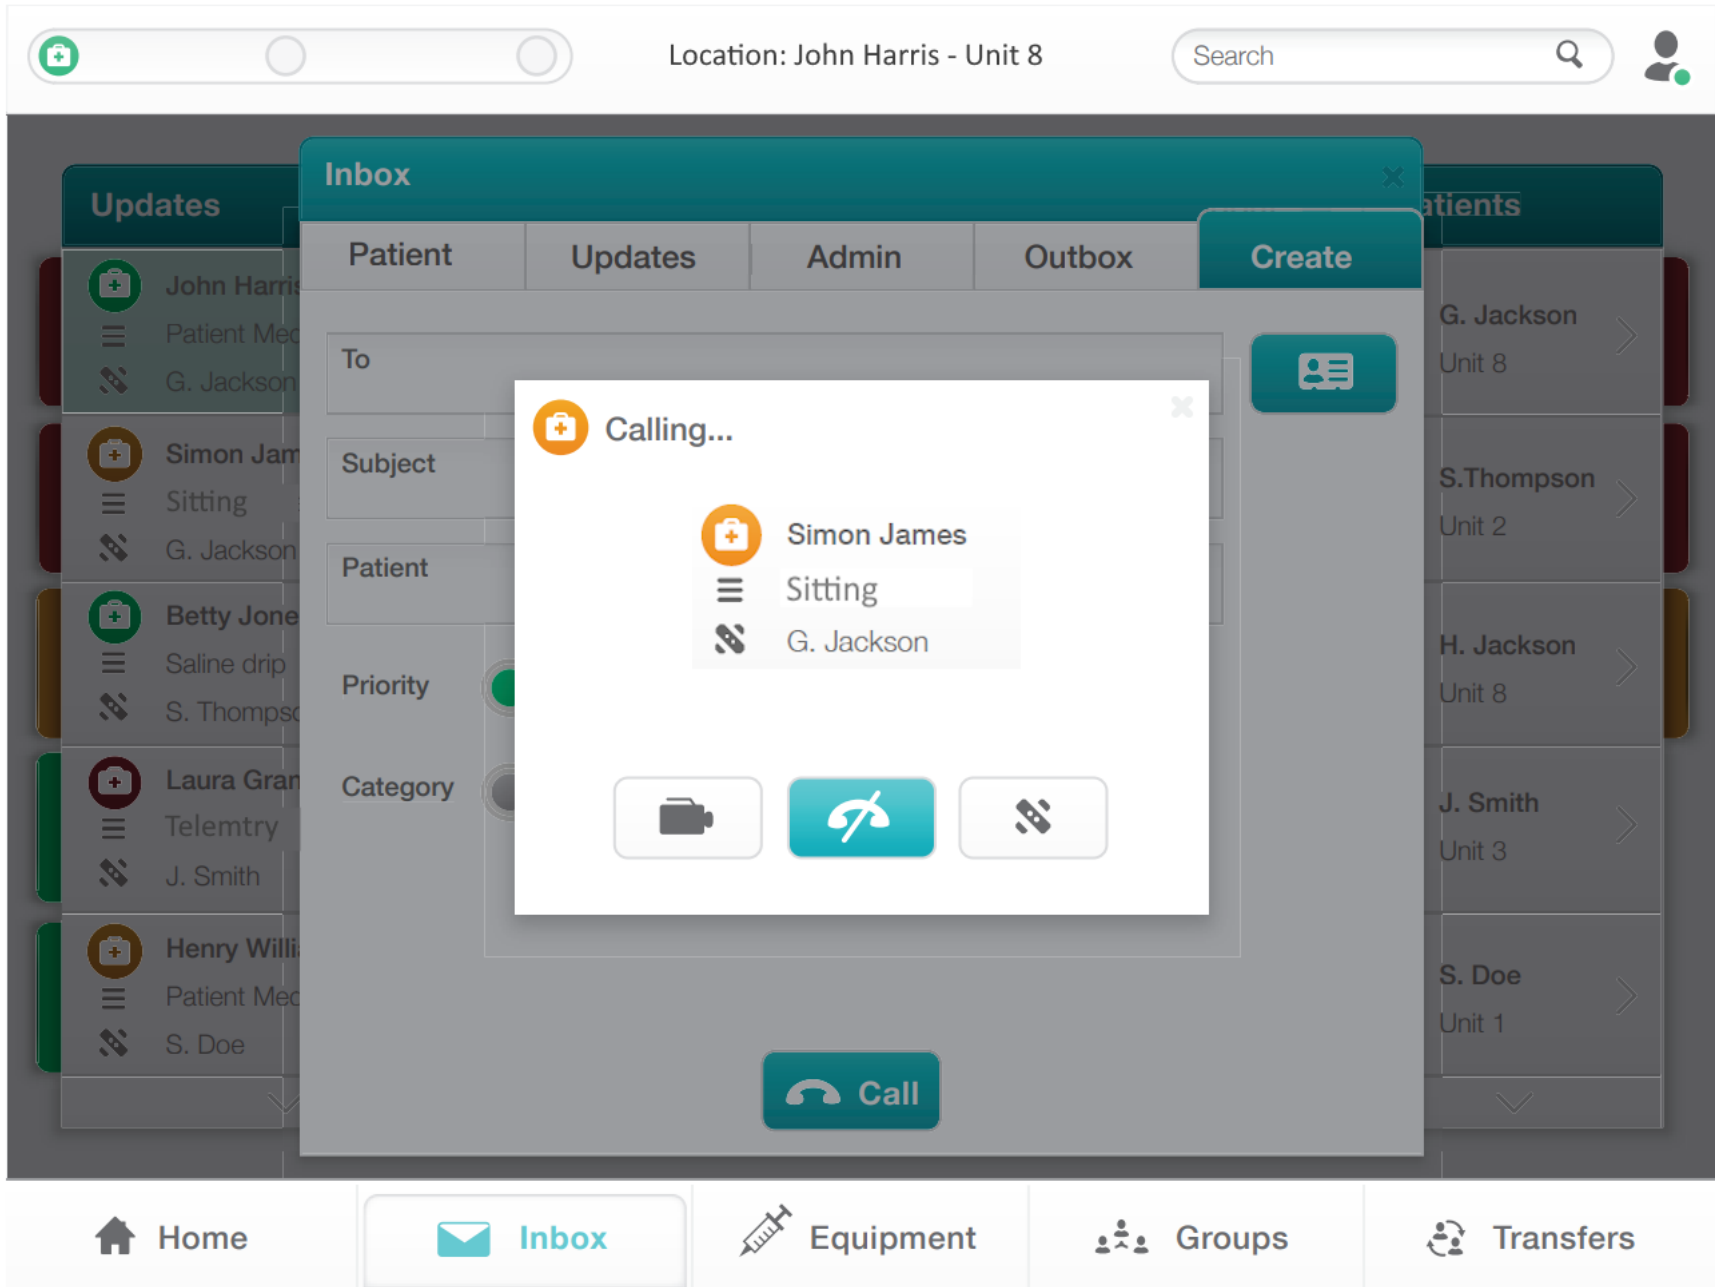 Location: John Harris - Unit 8
Search
Updates
John Harris
Patient Med
G. Jackson
Simon Jam
Sitting
G. Jackson
Betty Jone
Saline drip
S. Thompso
Laura Gran
Telemtry
J. Smith
Henry Willi
Patient Med
S. Doe
Inbox
Patient
Updates
Admin
Outbox
Create
To
Subject
Patient
Priority
Category
Calling...
Simon James
Sitting
G. Jackson
Call
atients
G. Jackson
Unit 8
S.Thompson
Unit 2
H. Jackson
Unit 8
J. Smith
Unit 3
S. Doe
Unit 1
Home
Inbox
Equipment
Groups
Transfers